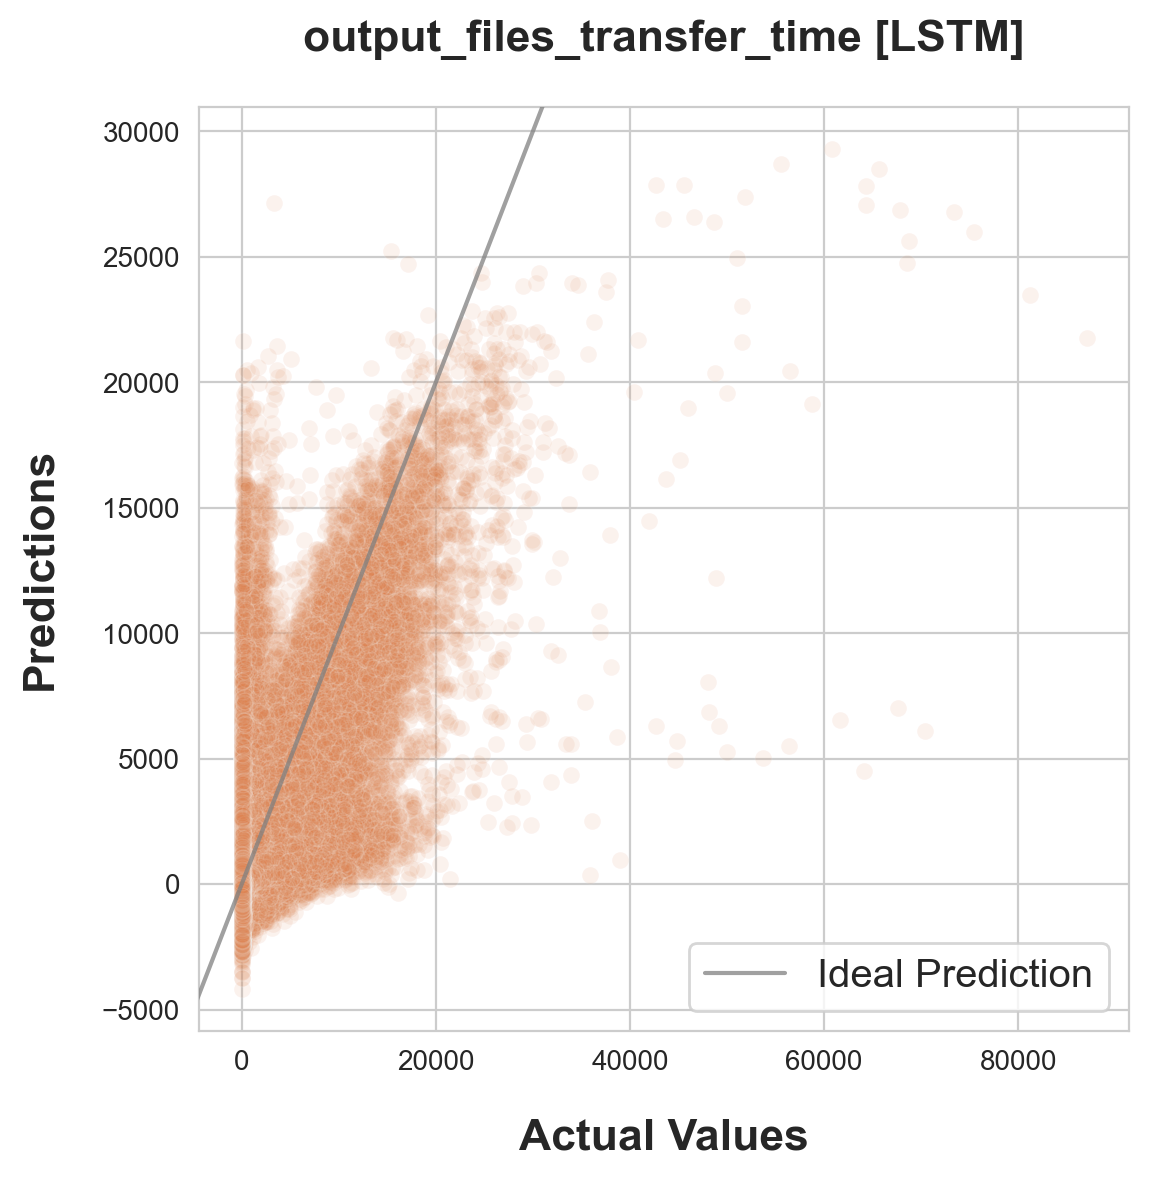 output_files_transfer_time [LSTM]
30000
25000
20000
15000
10000
5000
0
−5000
Predictions
Ideal Prediction
0 20000 40000 60000 80000
Actual Values